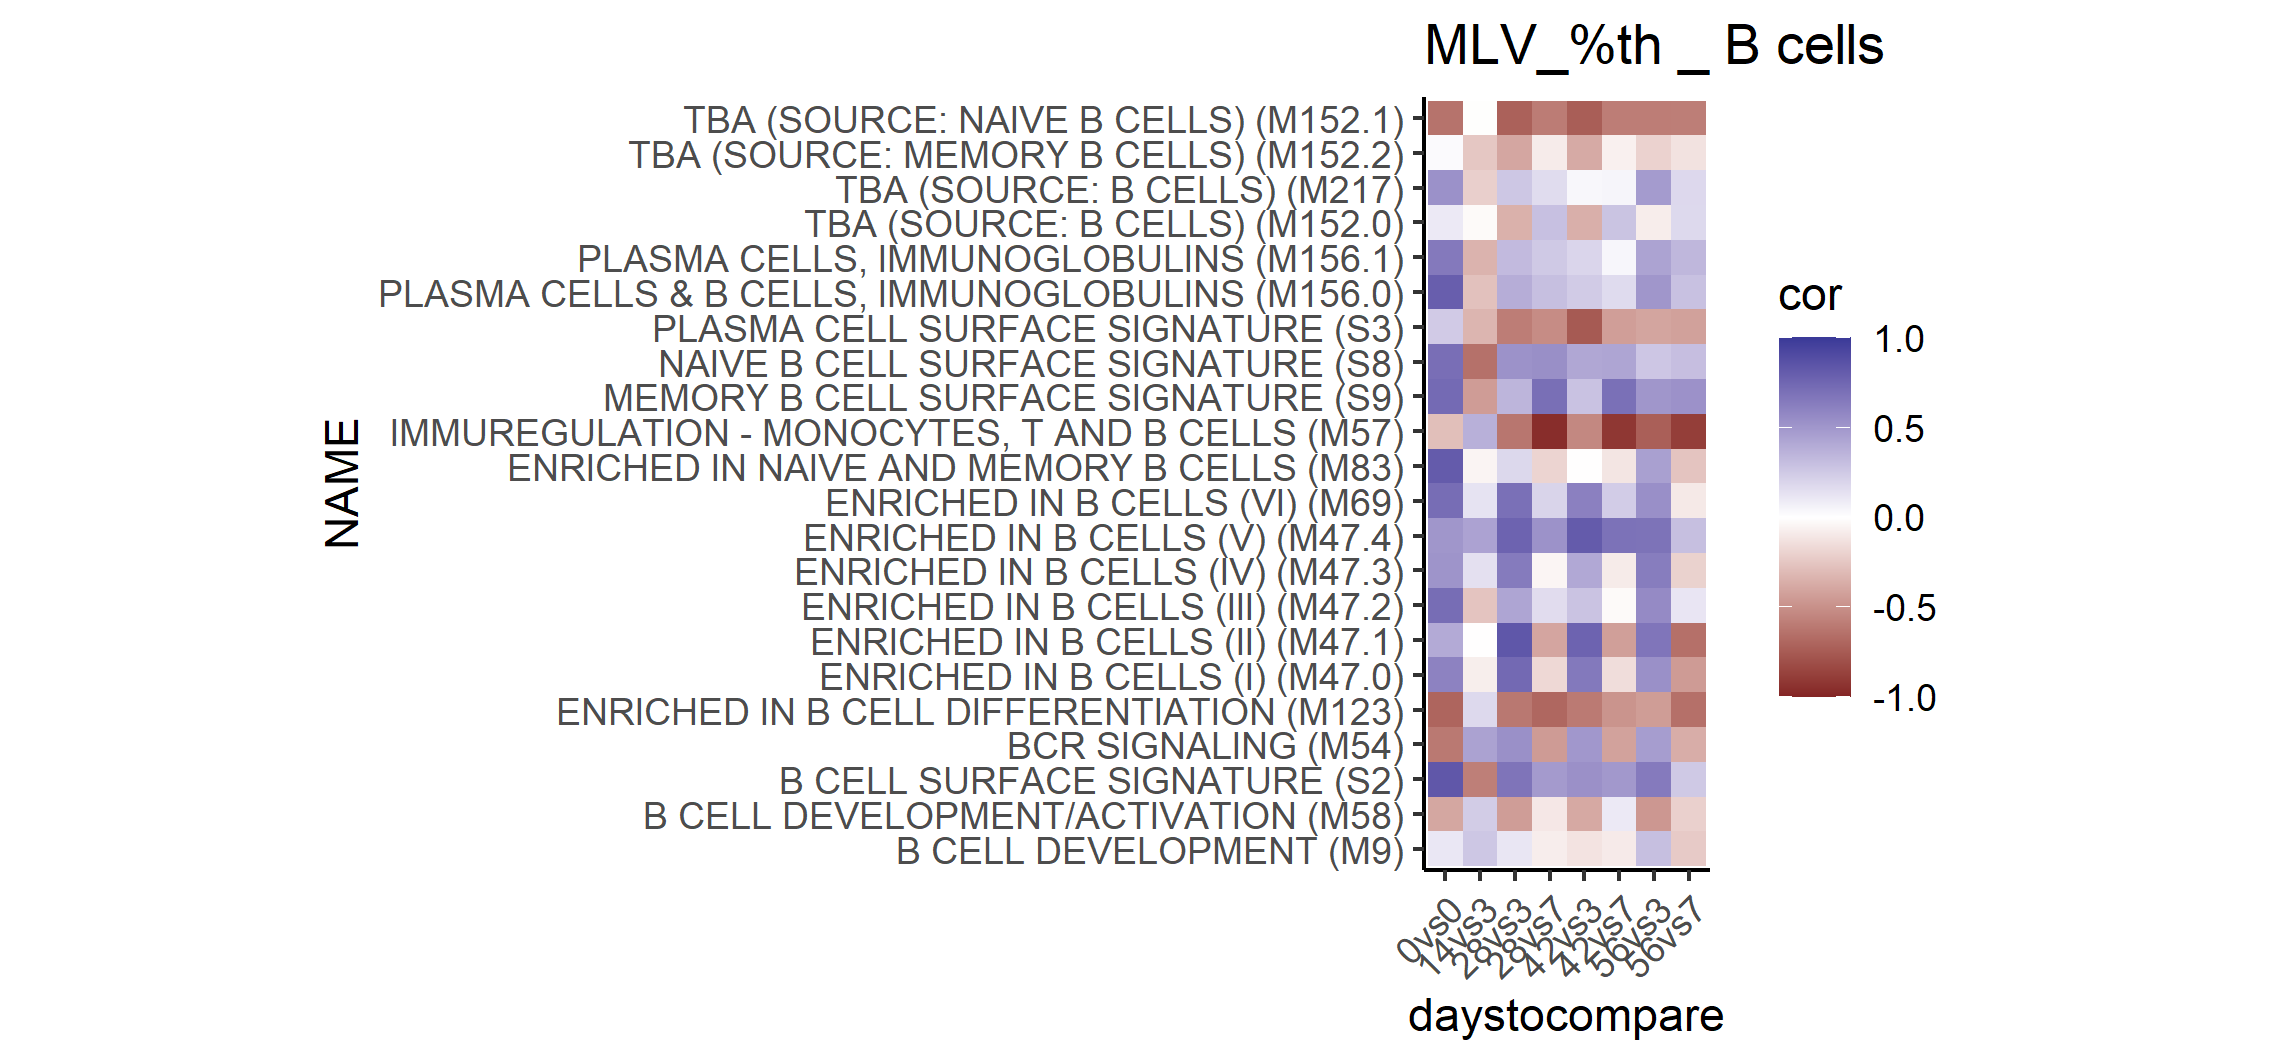 MLV_%th _ B cells
TBA (SOURCE: NAIVE B CELLS) (M152.1)
TBA (SOURCE: MEMORY B CELLS) (M152.2)
TBA (SOURCE: B CELLS) (M217)
TBA (SOURCE: B CELLS) (M152.0)
PLASMA CELLS, IMMUNOGLOBULINS (M156.1)
PLASMA CELLS & B CELLS, IMMUNOGLOBULINS (M156.0)
PLASMA CELL SURFACE SIGNATURE (S3)
NAIVE B CELL SURFACE SIGNATURE (S8)
MEMORY B CELL SURFACE SIGNATURE (S9)
IMMUREGULATION - MONOCYTES, T AND B CELLS (M57)
ENRICHED IN NAIVE AND MEMORY B CELLS (M83)
ENRICHED IN B CELLS (VI) (M69)
ENRICHED IN B CELLS (V) (M47.4)
ENRICHED IN B CELLS (IV) (M47.3)
ENRICHED IN B CELLS (III) (M47.2)
ENRICHED IN B CELLS (II) (M47.1)
ENRICHED IN B CELLS (I) (M47.0)
ENRICHED IN B CELL DIFFERENTIATION (M123)
BCR SIGNALING (M54)
B CELL SURFACE SIGNATURE (S2)
B CELL DEVELOPMENT/ACTIVATION (M58)
B CELL DEVELOPMENT (M9)
NAME
0vs0
14vs3
28vs3
28vs7
42vs3
42vs7
56vs3
56vs7
daystocompare
cor
1.0
0.5
0.0
-0.5
-1.0